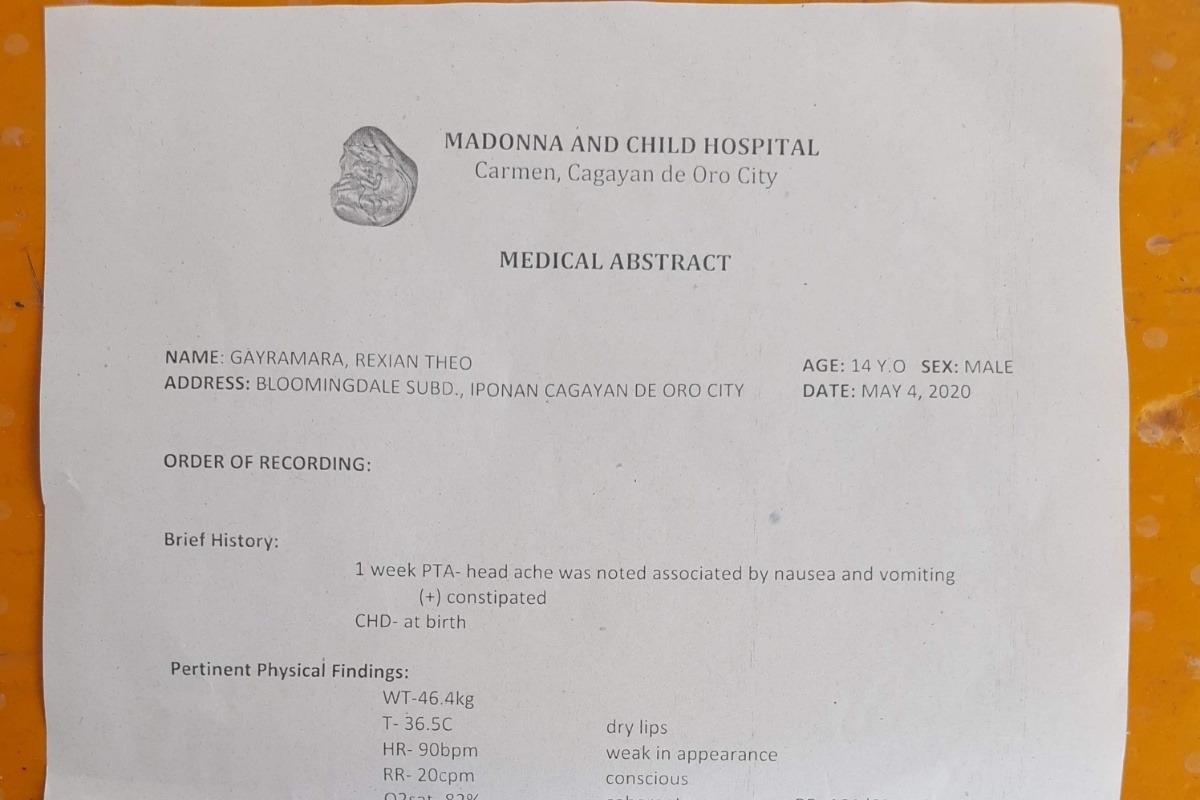 MADONNA AND CHILD HOSPITAL
Carmen, Cagayan de Oro City
MEDICAL ABSTRACT
NAME: GAYRAMARA, REXIAN THEO
AGE: 14 Y.O SEX: MALE
ADDRESS: BLOOMINGDALE SUBD., IPONAN CAGAYAN DE ORO CITY
DATE: MAY 4, 2020
ORDER OF RECORDING:
Brief History:
1 week PTA- head ache was noted associated by nausea and vomiting
(+) constipated
CHD- at birth
Pertinent Physical Findings:
WT-46.4kg
T- 36.5C dry lips
HR- 90bpm weak in appearance
RR- 20cpm conscious
O2sat- 82%